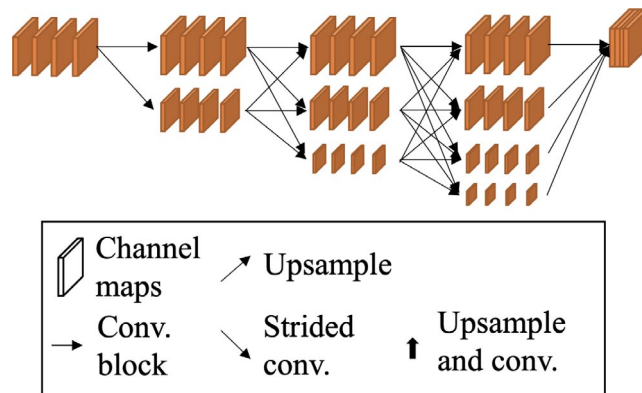 Channel
maps
Upsample
Conv.
block
Strided
conv.
Upsample
and conv.